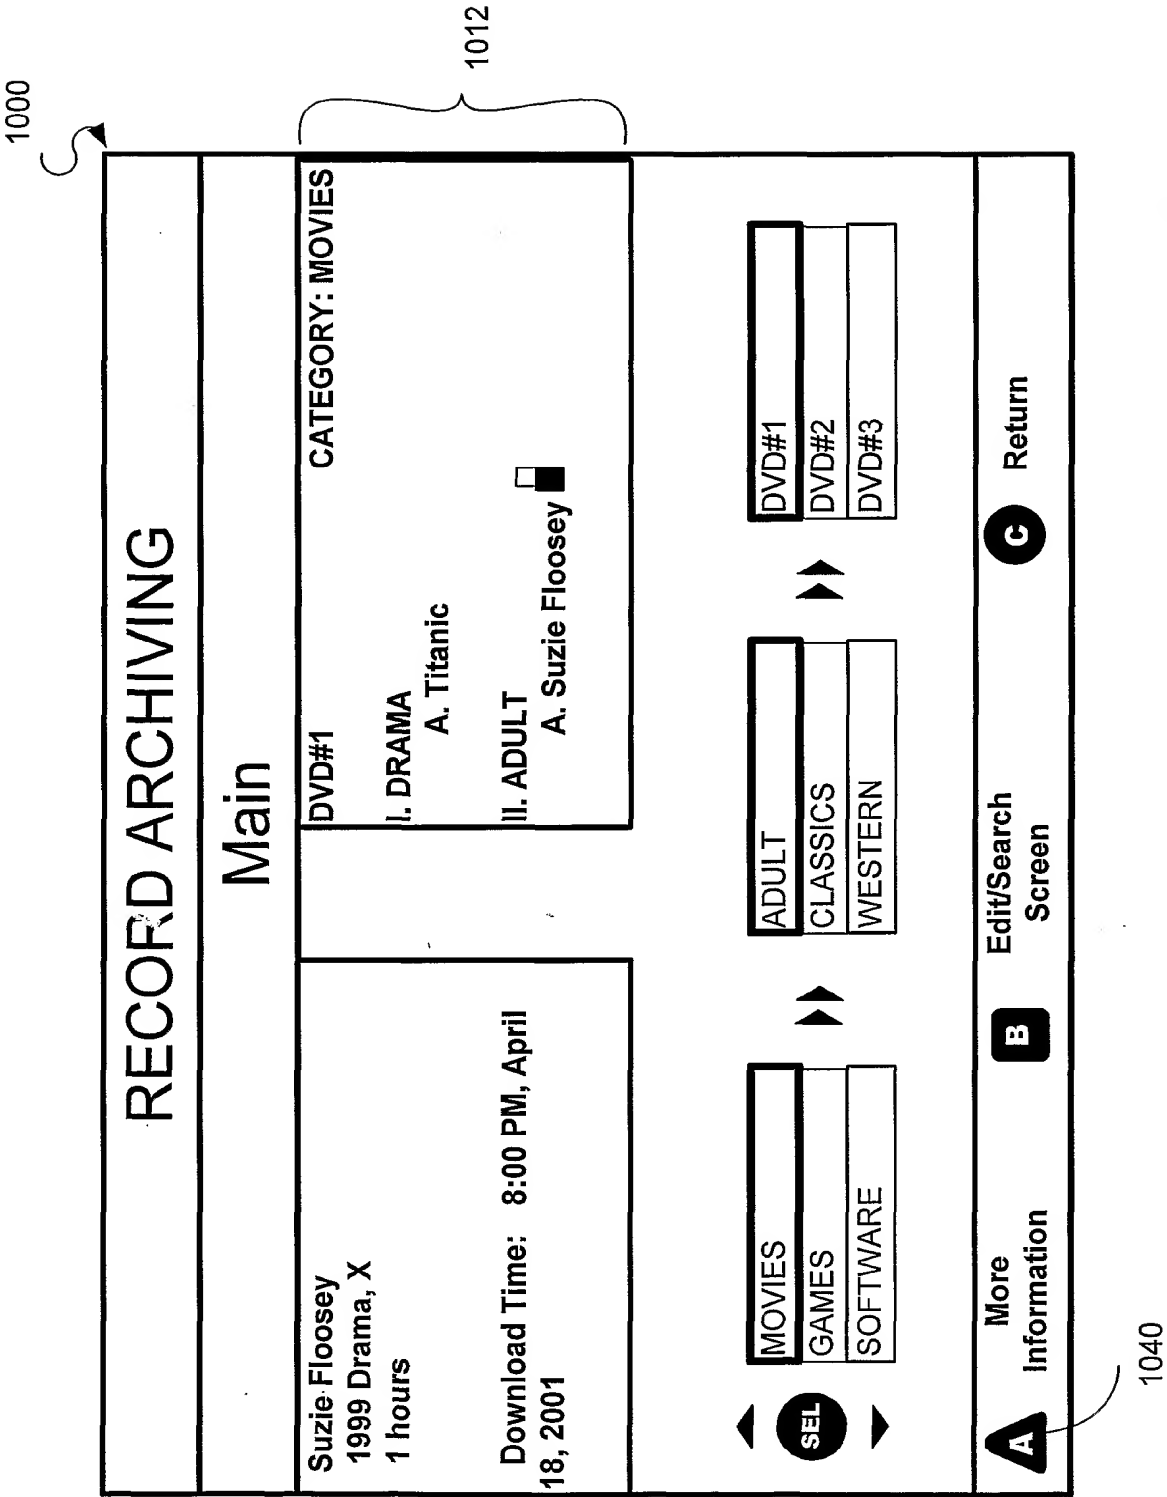 1000
RECORD ARCHIVING
Main
Suzie Floosey
1999 Drama, X
1 hours
Download Time: 8:00 PM, April
18, 2001
DVD#1
CATEGORY: MOVIES
I. DRAMA
A. Titanic
II. ADULT
A. Suzie Floosey
1012
SEL
MOVIES
GAMES
SOFTWARE
ADULT
CLASSICS
WESTERN
DVD#1
DVD#2
DVD#3
A
More
Information
B
Edit/Search
Screen
C
Return
1040